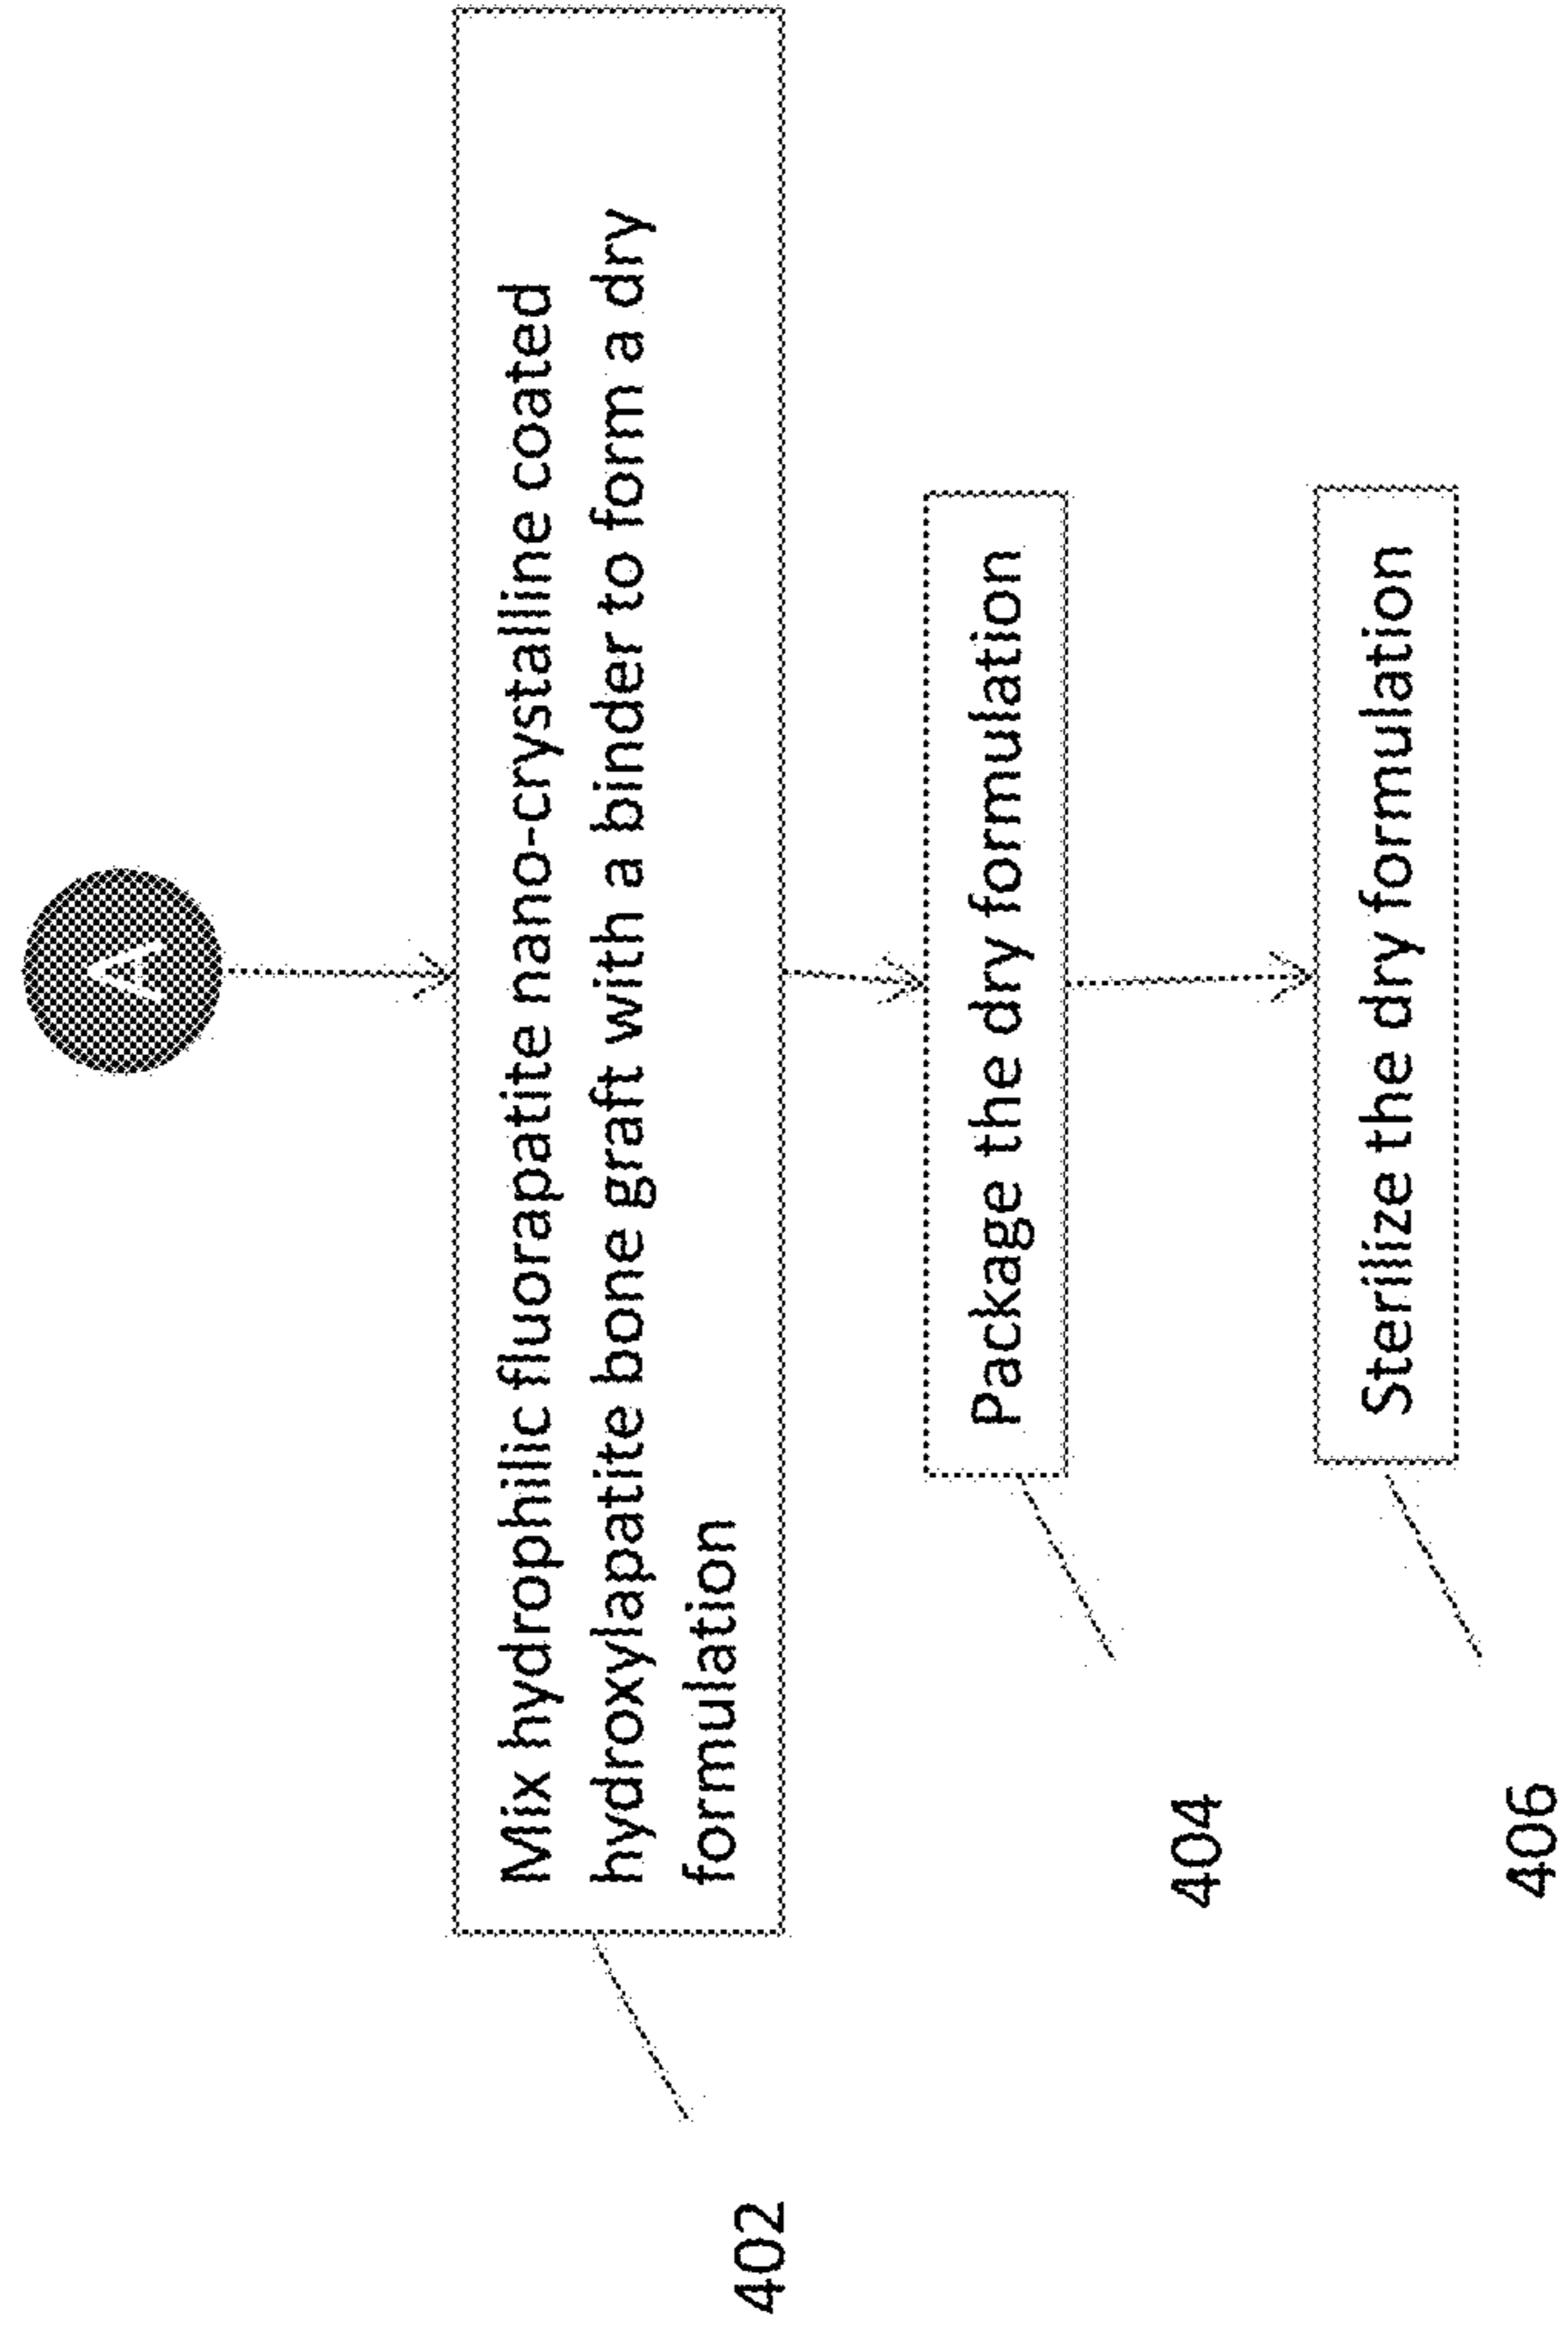 A
Mix hydrophilic fluorapatite nano-crystalline coated
hydroxylapatite bone graft with a binder to form a dry
formulation
402
Package the dry formulation
404
Sterilize the dry formulation
406